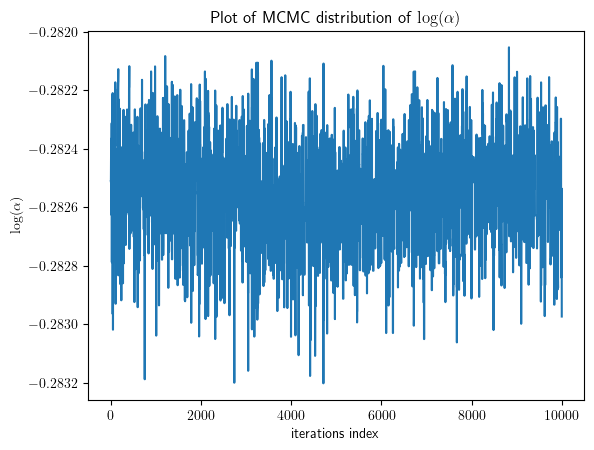 Plot of MCMC distribution of log(α)
−0.2820
−0.2822
−0.2824
−0.2826
−0.2828
−0.2830
−0.2832
log(α)
0 2000 4000 6000 8000 10000
iterations index